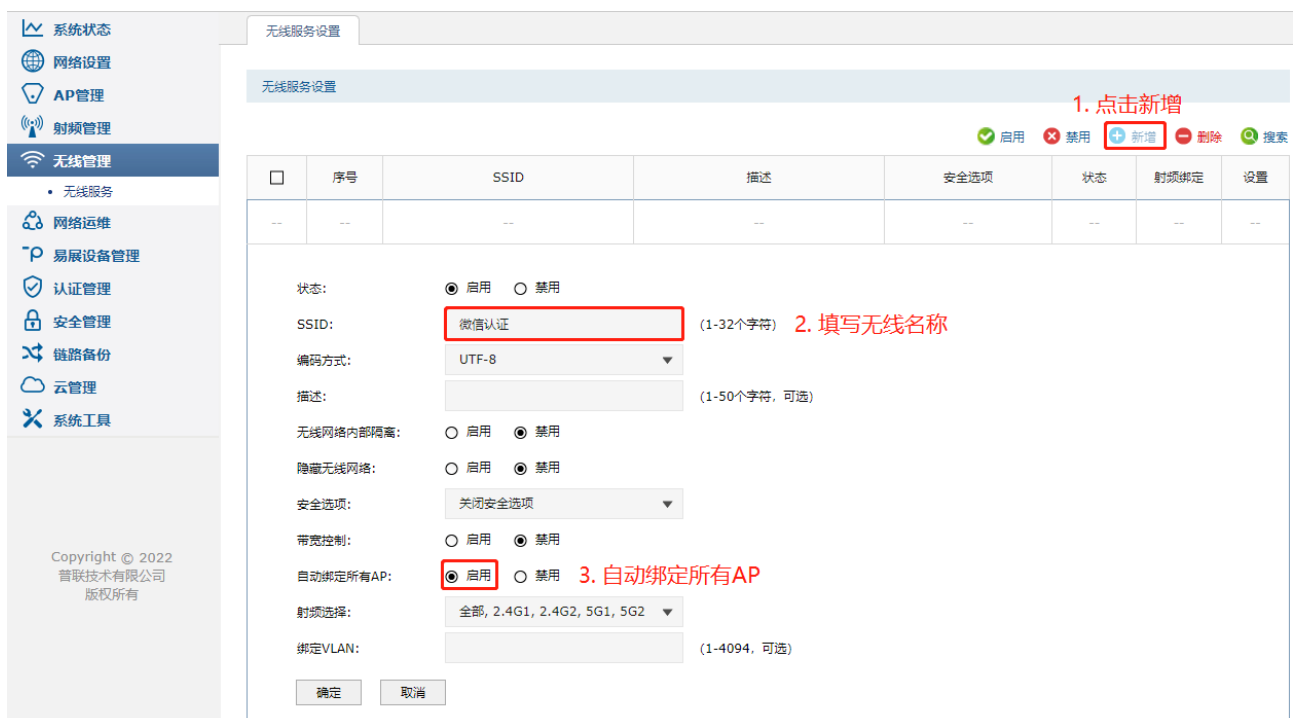 系统状态
网络设置
AP管理
射频管理
无线管理
• 无线服务
网络运维
易展设备管理
认证管理
安全管理
链路备份
云管理
系统工具
Copyright © 2022
普联技术有限公司
版权所有
无线服务设置
无线服务设置
1. 点击新增
启用 禁用 新增 删除 搜索
序号 SSID 描述 安全选项 状态 射频绑定 设置
-- -- -- -- -- -- -- --
状态: 启用 禁用
SSID: 微信认证 (1-32个字符) 2. 填写无线名称
编码方式: UTF-8
描述: (1-50个字符, 可选)
无线网络内部隔离: 启用 禁用
隐藏无线网络: 启用 禁用
安全选项: 关闭安全选项
带宽控制: 启用 禁用
自动绑定所有AP: 启用 禁用 3. 自动绑定所有AP
射频选择: 全部, 2.4G1, 2.4G2, 5G1, 5G2
绑定VLAN: (1-4094, 可选)
确定 取消